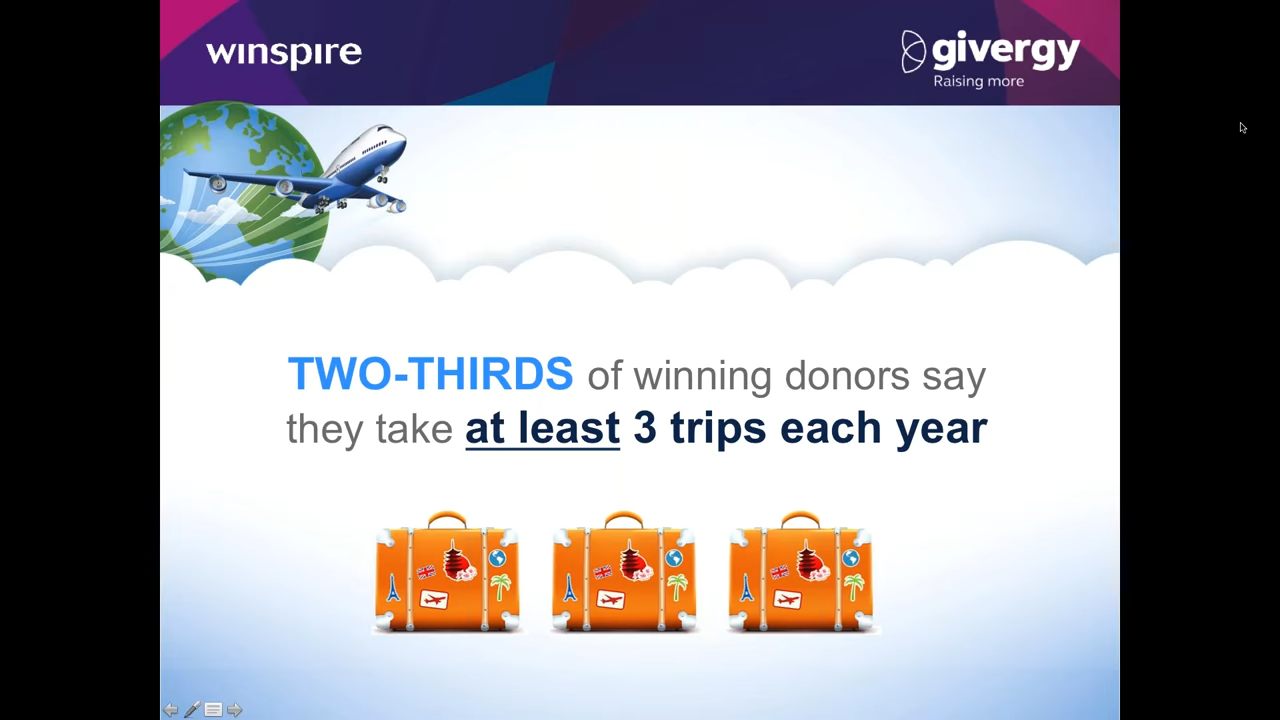 winspire
givergy
Raising more
TWO-THIRDS of winning donors say
they take at least 3 trips each year